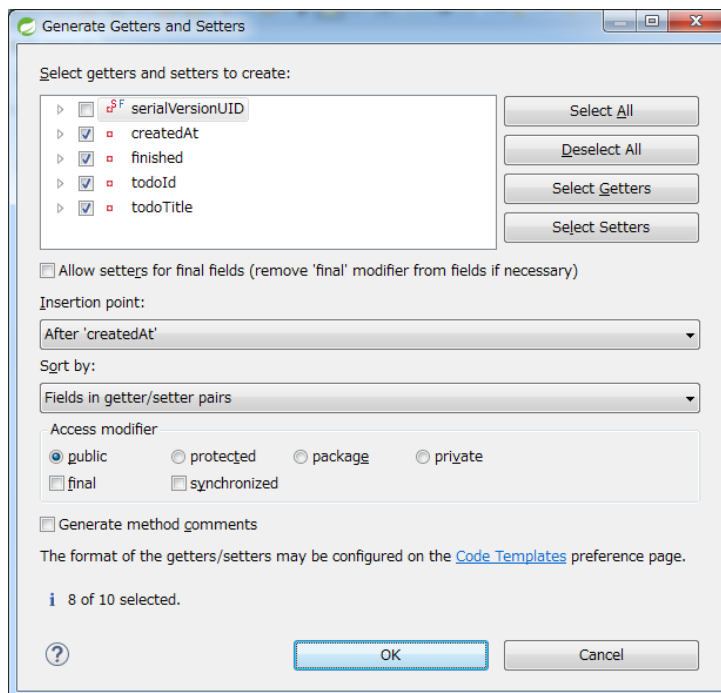 Generate Getters and Setters
Select getters and setters to create:
S F serialVersionUID
createdAt
finished
todoId
todoTitle
Select All
Deselect All
Select Getters
Select Setters
Allow setters for final fields (remove 'final' modifier from fields if necessary)
Insertion point:
After 'createdAt'
Sort by:
Fields in getter/setter pairs
Access modifier
public protected package private
final synchronized
Generate method comments
The format of the getters/setters may be configured on the Code Templates preference page.
i 8 of 10 selected.
? OK Cancel